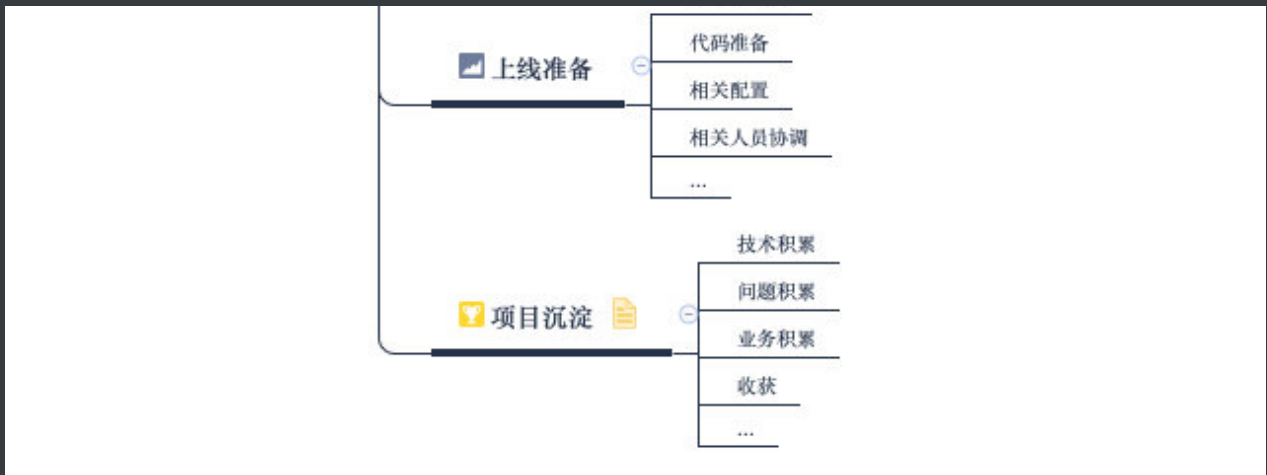 上线准备
代码准备
相关配置
相关人员协调
...
项目沉淀
技术积累
问题积累
业务积累
收获
...